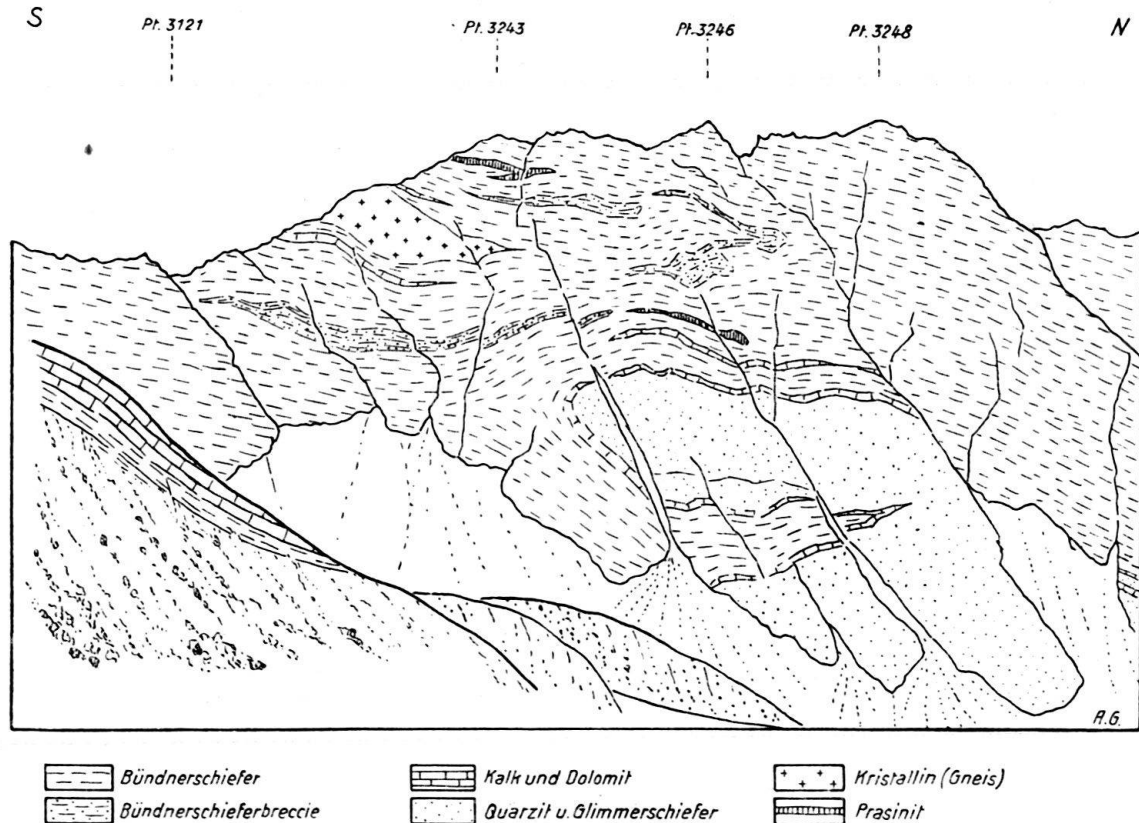 S Pt. 3121 Pt. 3243 Pt. 3246 Pt. 3248 N
A.G.
Bündnerschiefer Kalk und Dolomit Kristallin (Gneis)
Bündnerschieferbreccie Quarzit u. Glimmerschiefer Prasinit